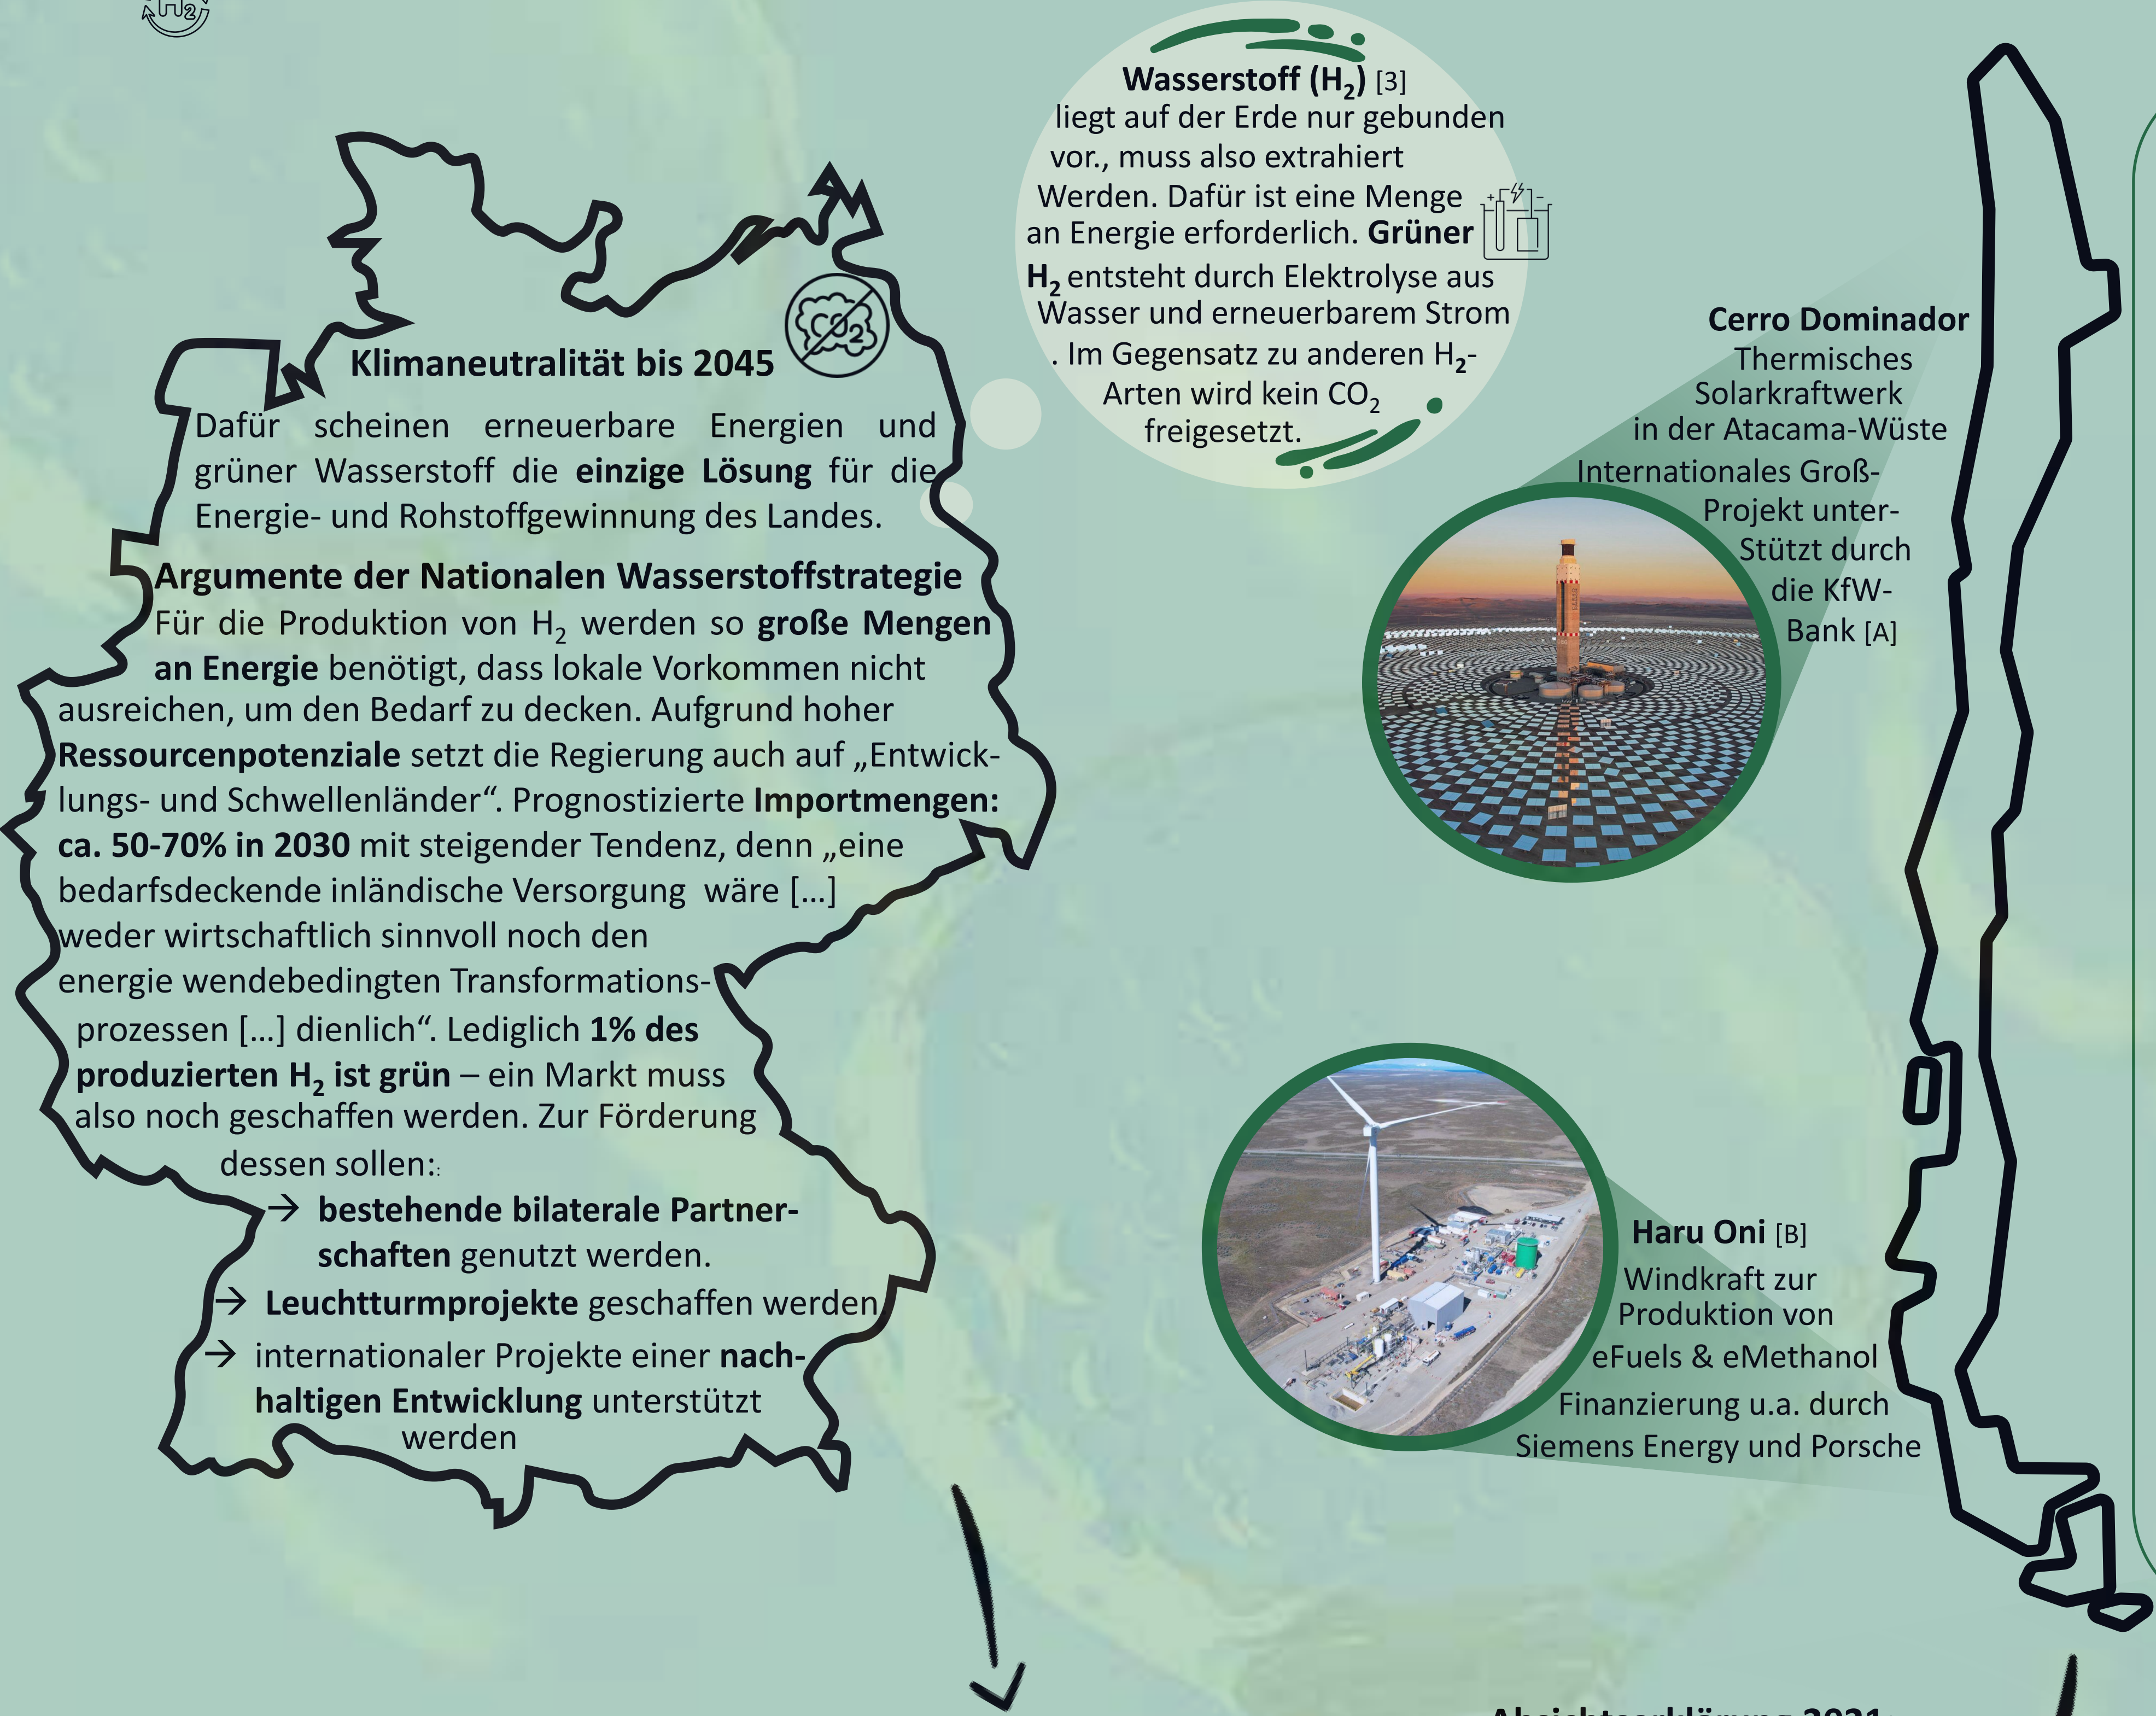 H₂
Klimaneutralität bis 2045
CO₂
Dafür scheinen erneuerbare Energien und
grüner Wasserstoff die einzige Lösung für die
Energie- und Rohstoffgewinnung des Landes.
Argumente der Nationalen Wasserstoffstrategie
Für die Produktion von H₂ werden so große Mengen
an Energie benötigt, dass lokale Vorkommen nicht
ausreichen, um den Bedarf zu decken. Aufgrund hoher
Ressourcenpotenziale setzt die Regierung auch auf „Entwick-
lungs- und Schwellenländer“. Prognostizierte Importmengen:
ca. 50-70% in 2030 mit steigender Tendenz, denn „eine
bedarfsdeckende inländische Versorgung wäre [...]
weder wirtschaftlich sinnvoll noch den
energie wendebedingten Transformations-
prozessen [...] dienlich“. Lediglich 1% des
produzierten H₂ ist grün – ein Markt muss
also noch geschaffen werden. Zur Förderung
dessen sollen::
→ bestehende bilaterale Partner-
schaften genutzt werden.
→ Leuchtturmprojekte geschaffen werden.
→ internationaler Projekte einer nach-
haltigen Entwicklung unterstützt
werden
Wasserstoff (H₂) [3]
liegt auf der Erde nur gebunden
vor., muss also extrahiert
Werden. Dafür ist eine Menge
an Energie erforderlich. Grüner
H₂ entsteht durch Elektrolyse aus
Wasser und erneuerbarem Strom
. Im Gegensatz zu anderen H₂-
Arten wird kein CO₂
freigesetzt.
Cerro Dominador
Thermisches
Solarkraftwerk
in der Atacama-Wüste
Internationales Groß-
Projekt unter-
Stützt durch
die KfW-
Bank [A]
Haru Oni [B]
Windkraft zur
Produktion von
eFuels & eMethanol
Finanzierung u.a. durch
Siemens Energy und Porsche
Absichtserklärung 2021